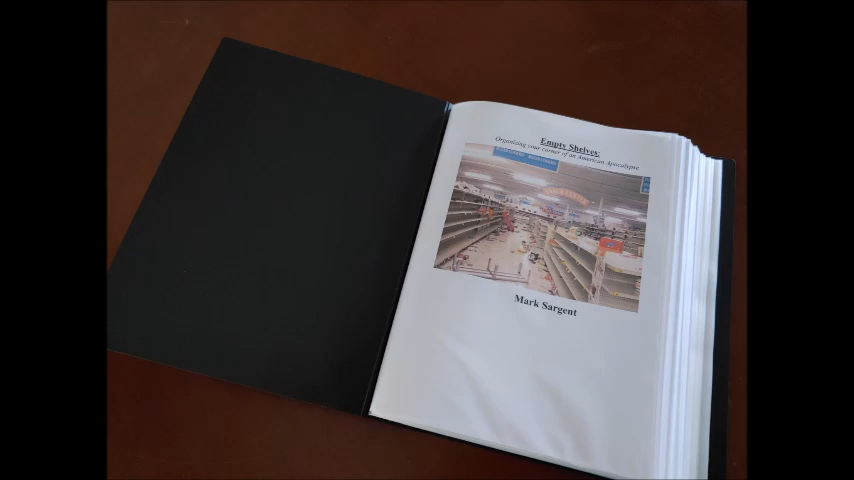 Empty Shelves:
Organizing your corner of an American Apocalypse
Mark Sargent